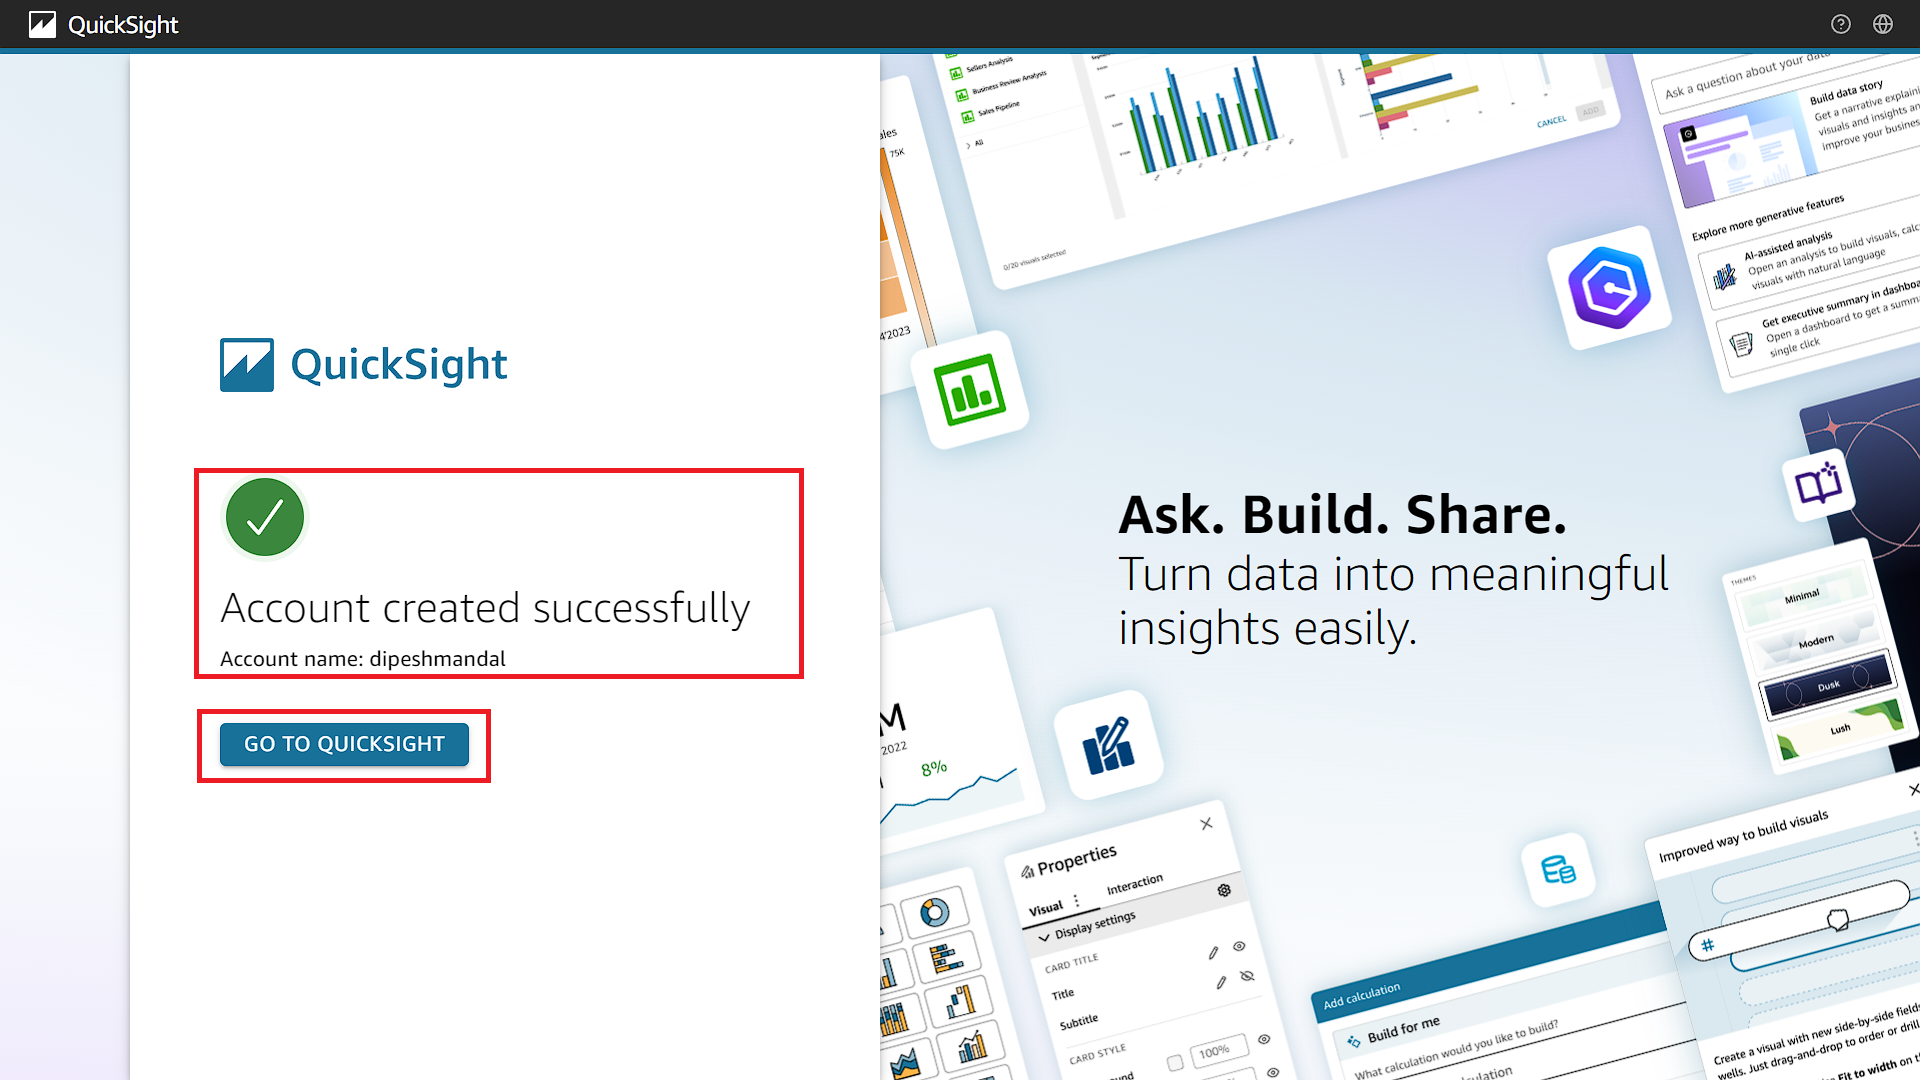 QuickSight
QuickSight
Account created successfully
Account name: dipeshmandal
GO TO QUICKSIGHT
Ask. Build. Share.
Turn data into meaningful
insights easily.
Sellers Analysis
Business Review Analysis
Sales Pipeline
All
0/20 visuals selected
CANCEL
ADD
75K
Ask a question about your data
Build data story
Get a narrative explaini
visuals and insights an
improve your business
Explore more generative features
AI-assisted analysis
Open an analysis to build visuals, calc
visuals with natural language
Get executive summary in dashboa
Open a dashboard to get a summa
single click
THEMES
Minimal
Modern
Dusk
Lush
M
2022
8%
Properties
Visual
Interaction
Display settings
CARD TITLE
Title
Subtitle
CARD STYLE
100%
Add calculation
Build for me
What calculation would you like to build?
Improved way to build visuals
#
Create a visual with new side-by-side fields
wells. Just drag-and-drop to order or drill
Fit to width on